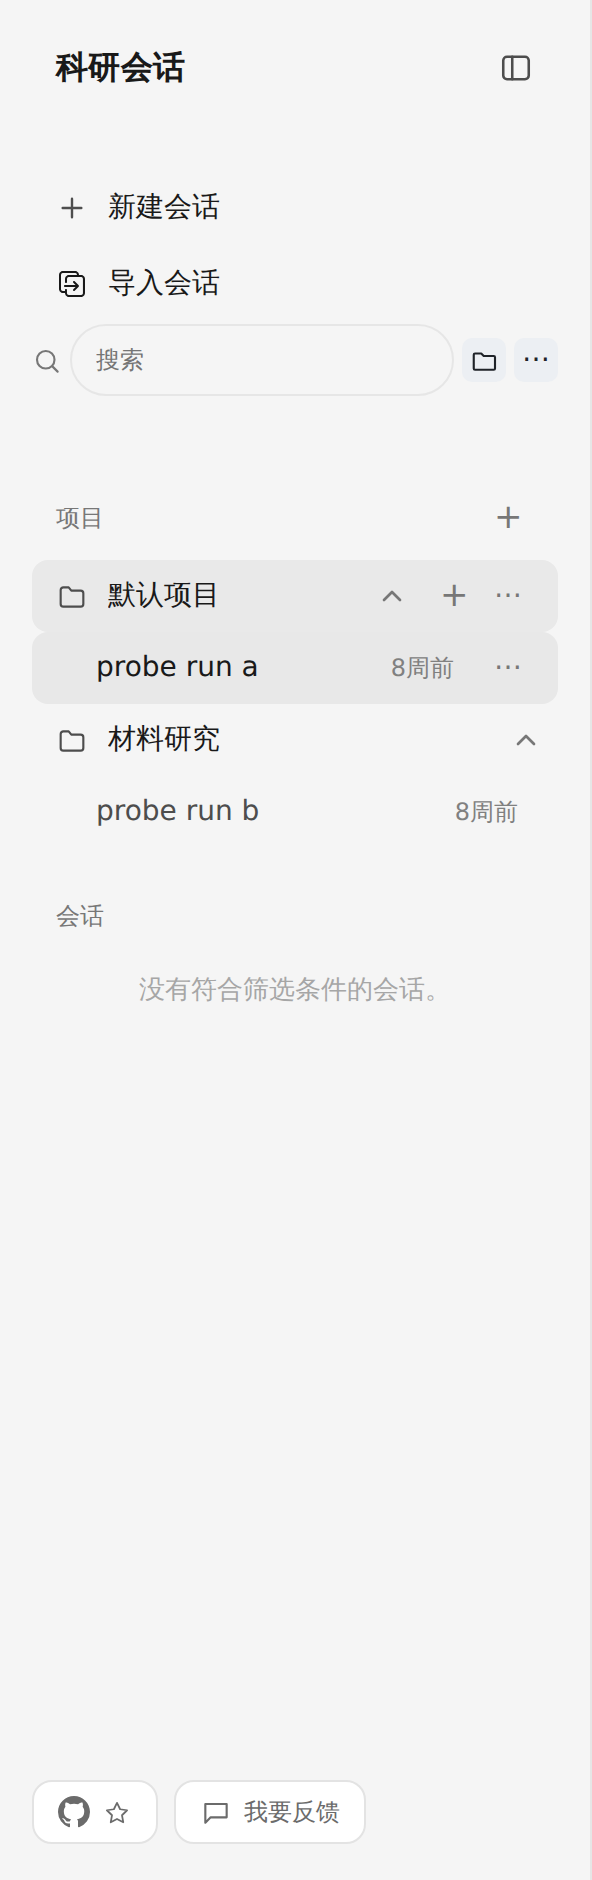 科研会话
新建会话
导入会话
搜索
项目
默认项目
probe run a 8周前
材料研究
probe run b 8周前
会话
没有符合筛选条件的会话。
我要反馈